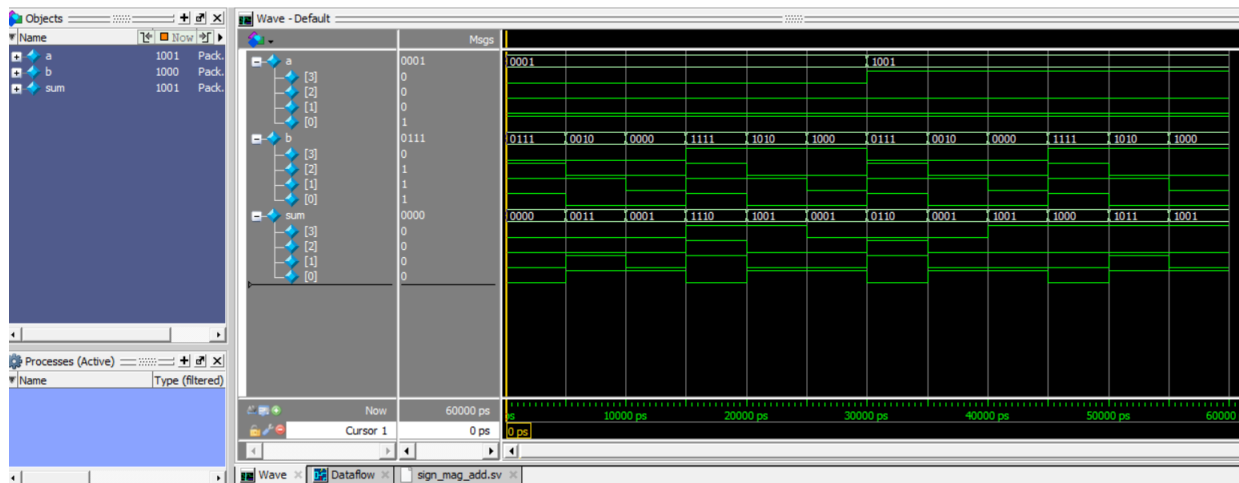 Objects
Name Now
a 1001 Pack.
b 1000 Pack.
sum 1001 Pack.
Processes (Active)
Name Type (filtered)
Wave - Default
Msgs
a 0001 0001 1001
[3] 0
[2] 0
[1] 0
[0] 1
b 0111 0111 0010 0000 1111 1010 1000 0111 0010 0000 1111 1010 1000
[3] 0
[2] 1
[1] 1
[0] 1
sum 0000 0000 0011 0001 1110 1001 0001 0110 0001 1001 1000 1011 1001
[3] 0
[2] 0
[1] 0
[0] 0
Now 60000 ps ps 10000 ps 20000 ps 30000 ps 40000 ps 50000 ps 60000
Cursor 1 0 ps 0 ps
Wave Dataflow sign_mag_add.sv